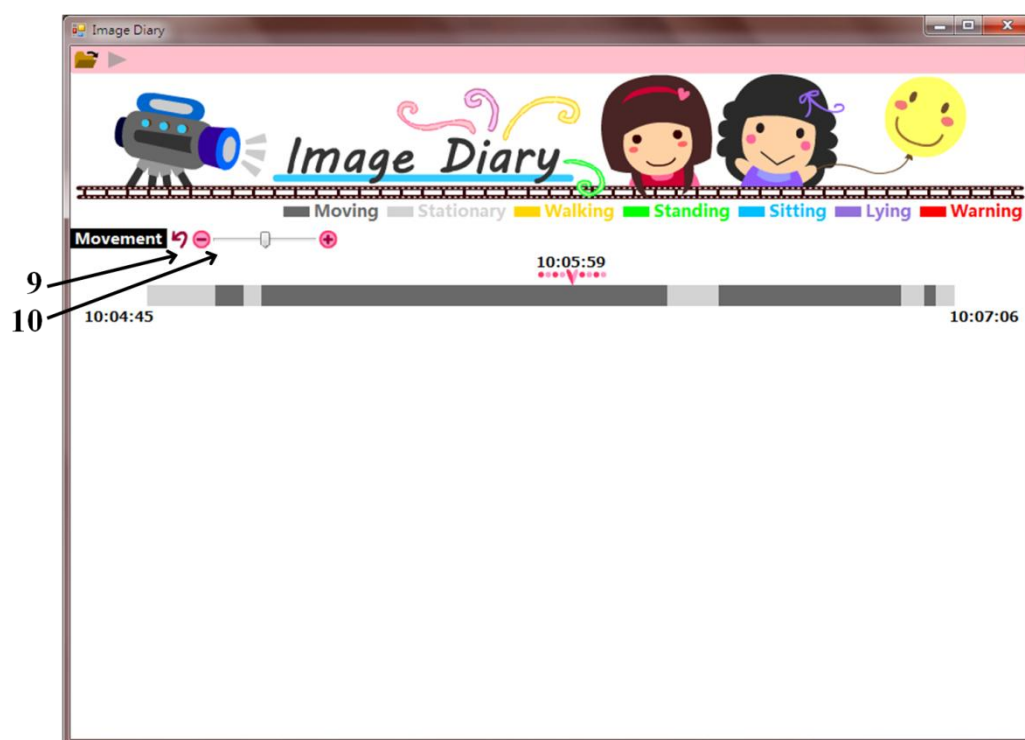 Image Diary
Image Diary
Moving Stationary Walking Standing Sitting Lying Warning
Movement
9
10:05:59
10
10:04:45 10:07:06